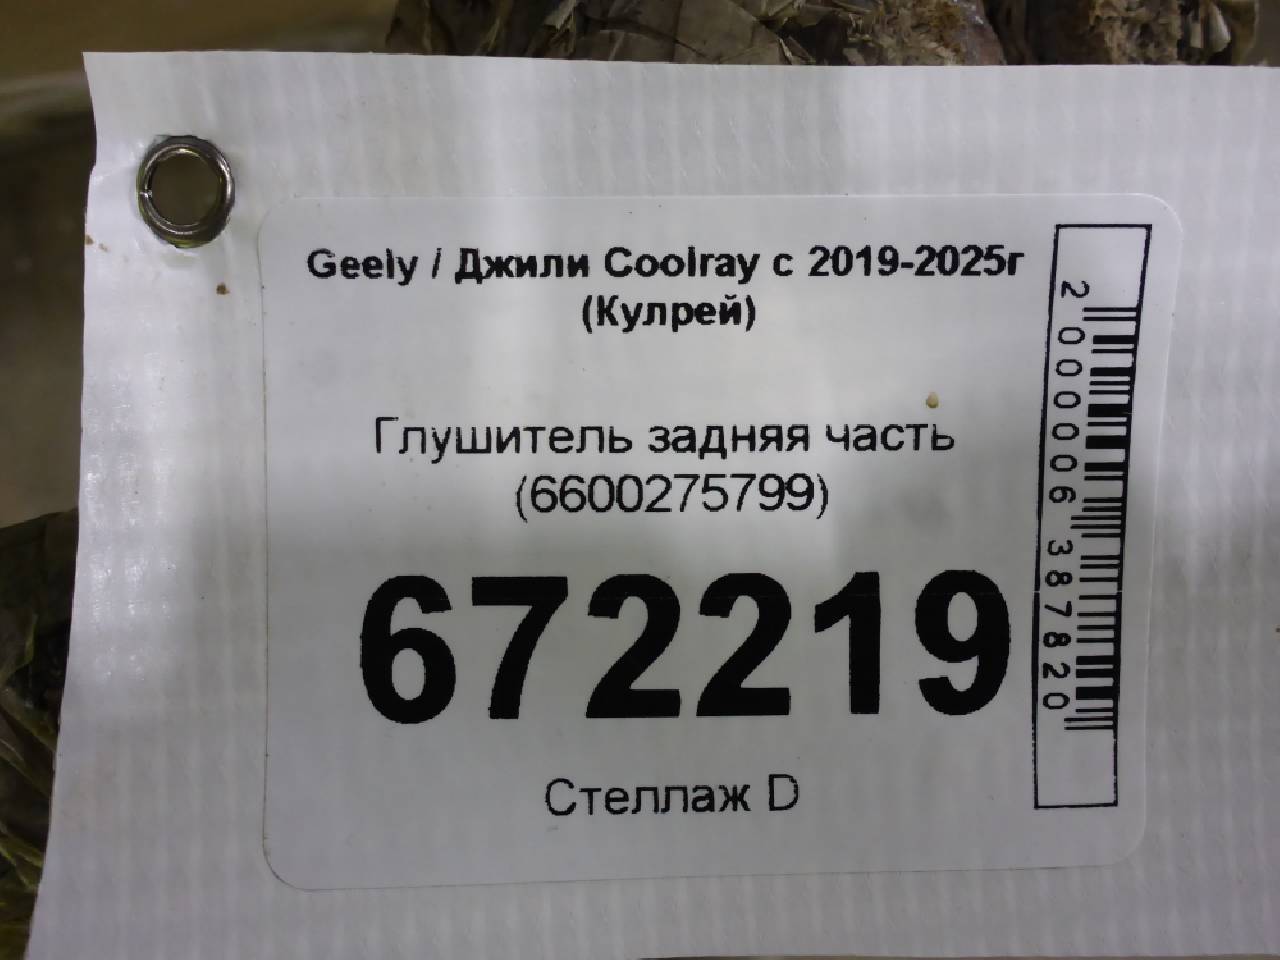 Geely / Джили Coolray с 2019-2025г
(Кулрей)
Глушитель задняя часть
(6600275799)
672219
Стеллаж D
2000006387820